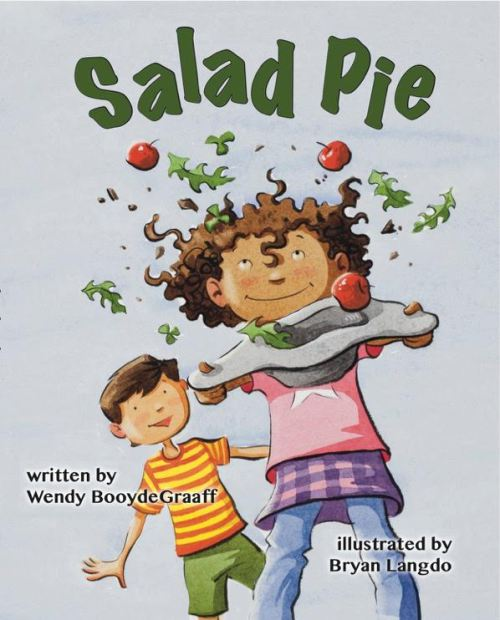 Salad Pie
written by
Wendy BooydeGraaff
illustrated by
Bryan Langdo